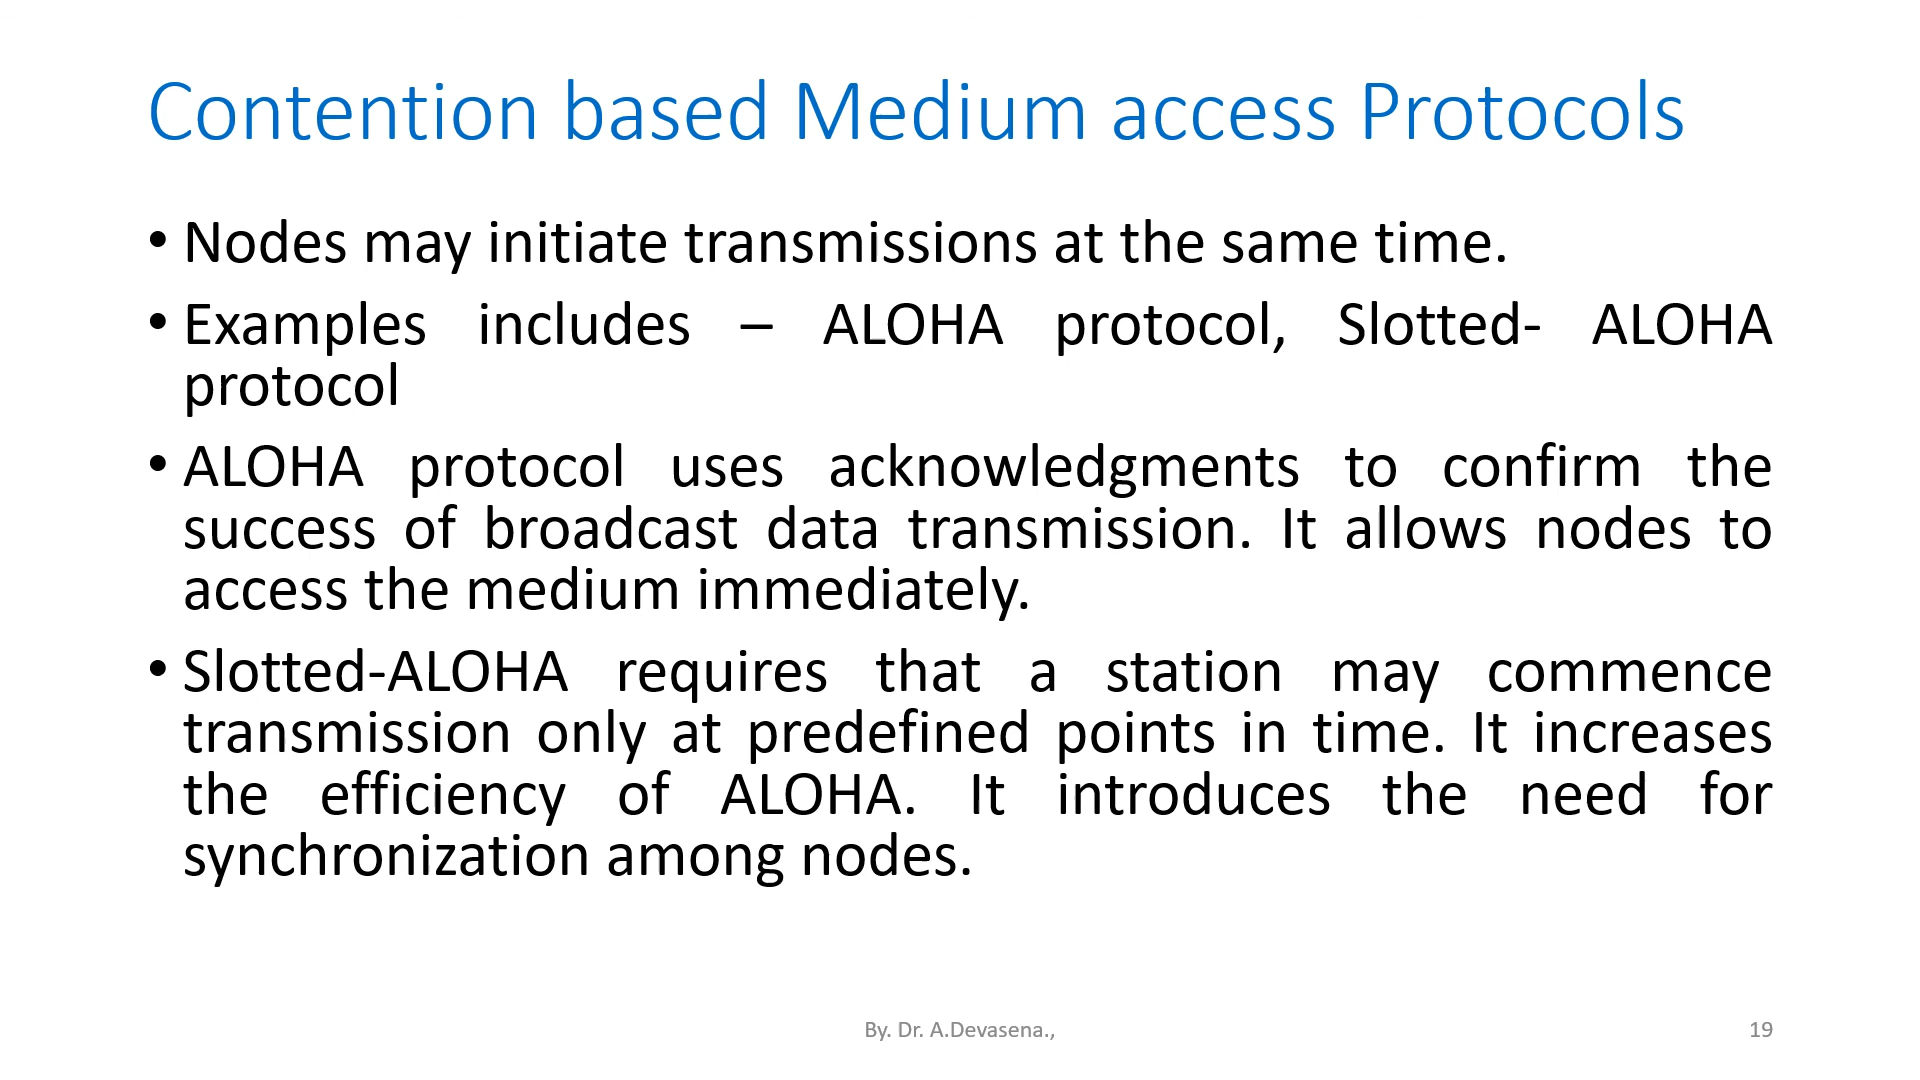 Contention based Medium access Protocols
• Nodes may initiate transmissions at the same time.
• Examples includes – ALOHA protocol, Slotted- ALOHA
protocol
• ALOHA protocol uses acknowledgments to confirm the
success of broadcast data transmission. It allows nodes to
access the medium immediately.
• Slotted-ALOHA requires that a station may commence
transmission only at predefined points in time. It increases
the efficiency of ALOHA. It introduces the need for
synchronization among nodes.
By. Dr. A.Devasena.,
19